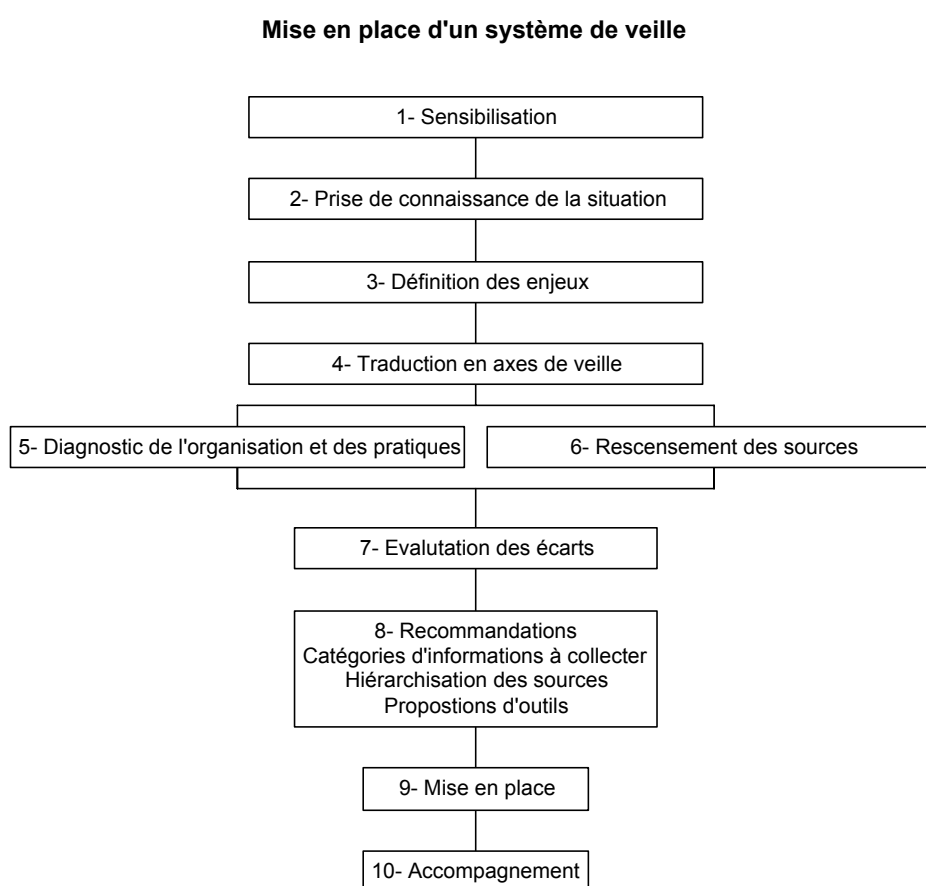 Mise en place d'un système de veille
1- Sensibilisation
2- Prise de connaissance de la situation
3- Définition des enjeux
4- Traduction en axes de veille
5- Diagnostic de l'organisation et des pratiques
6- Rescensement des sources
7- Evalutation des écarts
8- Recommandations
Catégories d'informations à collecter
Hiérarchisation des sources
Propostions d'outils
9- Mise en place
10- Accompagnement